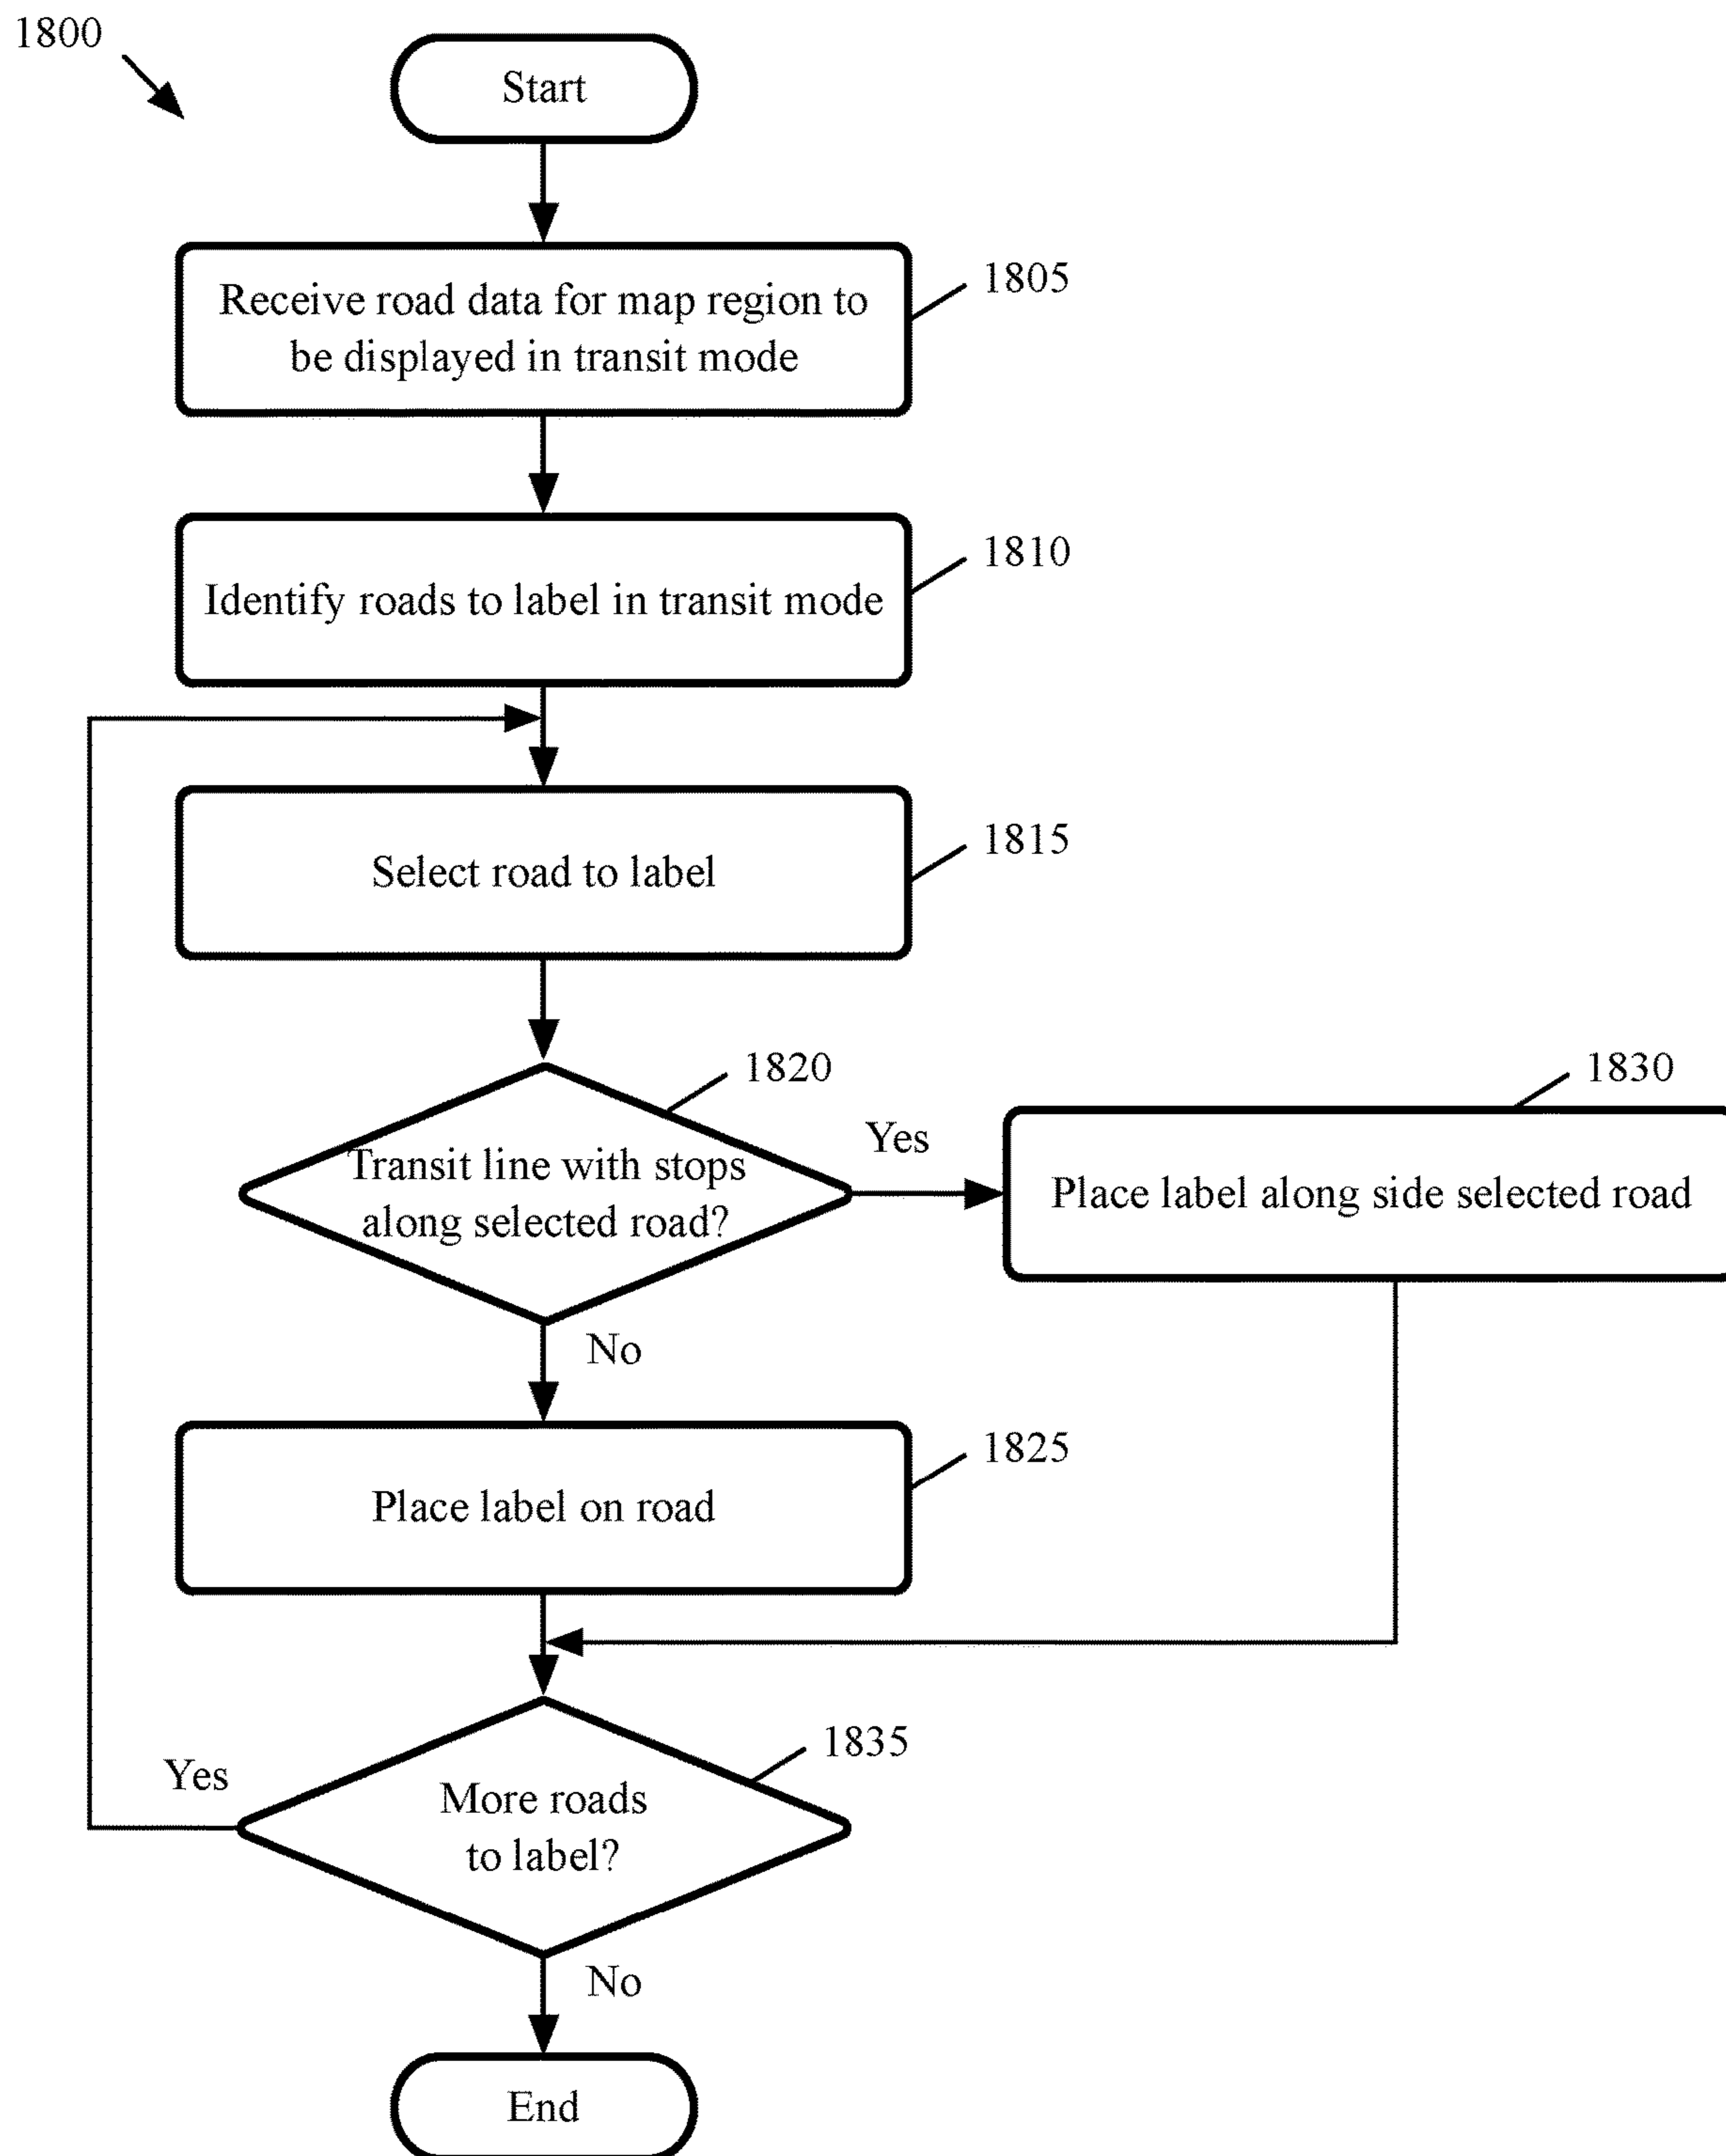 1800
Start
Receive road data for map region to
be displayed in transit mode
1805
Identify roads to label in transit mode
1810
Select road to label
1815
Transit line with stops
along selected road?
1820
Yes
Place label along side selected road
1830
No
Place label on road
1825
More roads
to label?
1835
Yes
No
End